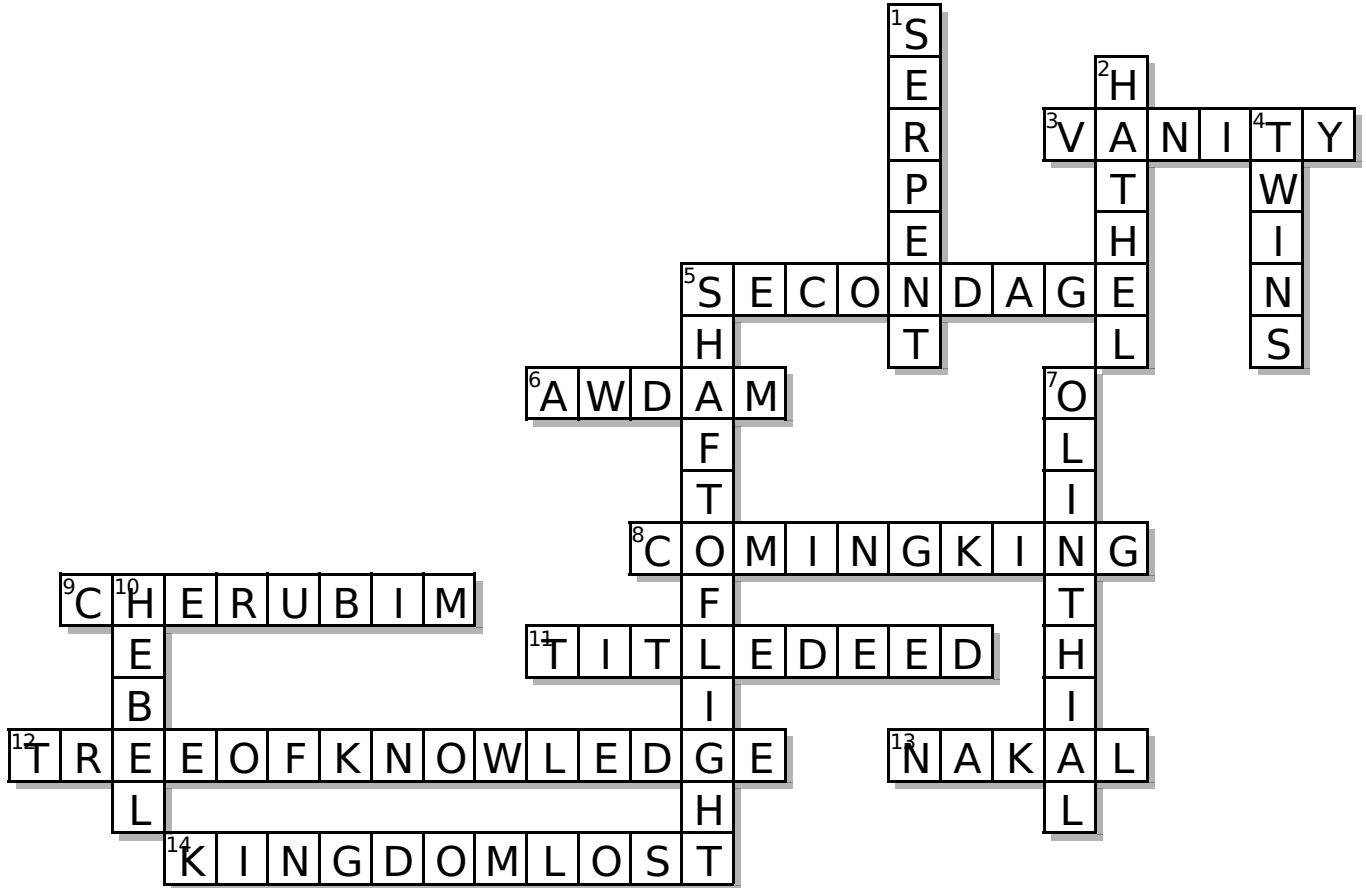 1 SERPENT
2 HATHEL
3 VANITY
4 TWINS
5 SECONDAGE
5 SHAFTOFLIGHT
6 AWDAM
7 OLINTHIAL
8 COMINGKING
9 CHERUBIM
10 HEBEL
11 TITLEDEED
12 TREEOFKNOWLEDGE
13 NAKAL
14 KINGDOMLOST